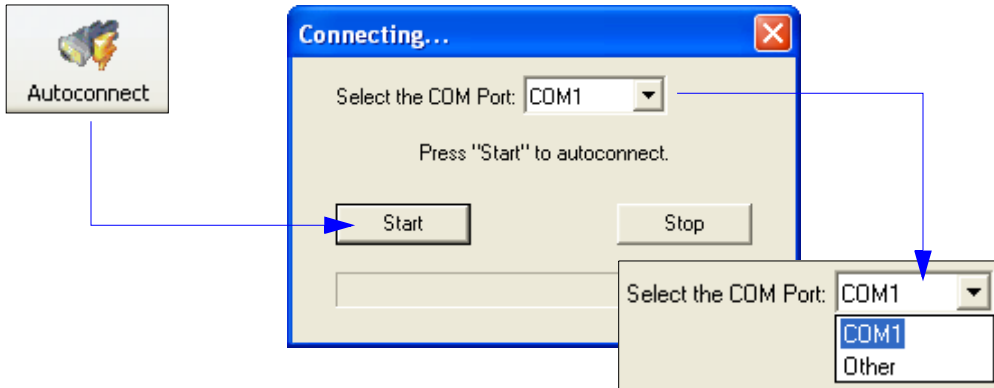 Autoconnect
Connecting...
Select the COM Port: COM1
Press "Start" to autoconnect.
Start Stop
Select the COM Port: COM1
COM1
Other